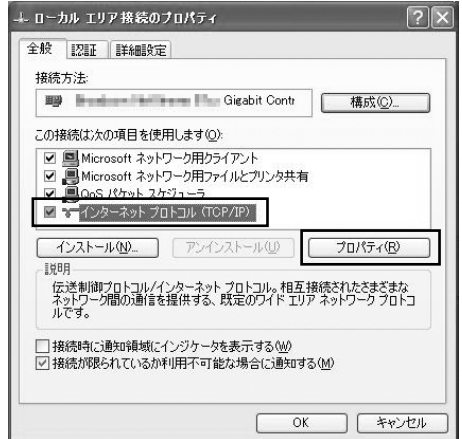 ローカル エリア接続のプロパティ
全般 認証 詳細設定
接続方法:
Gigabit Contr 構成(C)...
この接続は次の項目を使用します(O):
Microsoft ネットワーク用クライアント
Microsoft ネットワーク用ファイルとプリンタ共有
QoS パケット スケジューラ
インターネット プロトコル (TCP/IP)
インストール(N)... アンインストール(U) プロパティ(R)
説明
伝送制御プロトコル/インターネット プロトコル。相互接続されたさまざまな
ネットワーク間の通信を提供する、既定のワイド エリア ネットワーク プロトコ
ルです。
接続時に通知領域にインジケータを表示する(W)
接続が限られているか利用不可能な場合に通知する(M)
OK キャンセル